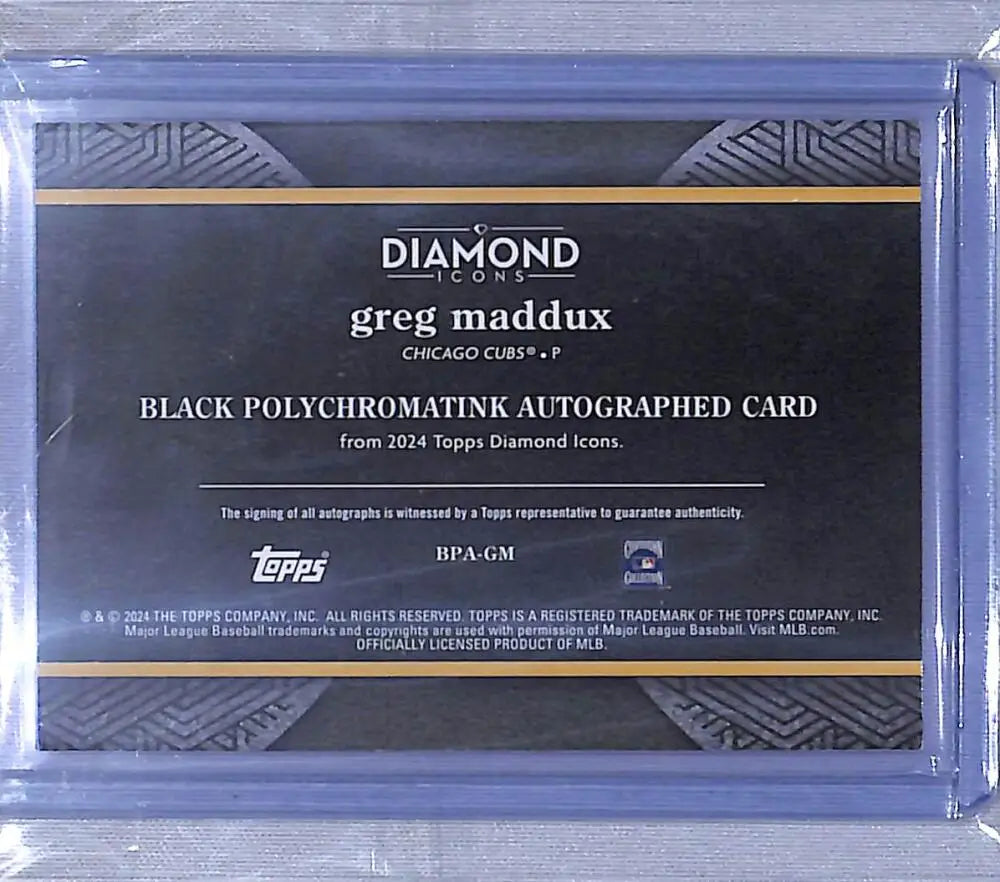 DIAMOND
ICONS
greg maddux
CHICAGO CUBS® • P
BLACK POLYCHROMATINK AUTOGRAPHED CARD
from 2024 Topps Diamond Icons.
The signing of all autographs is witnessed by a Topps representative to guarantee authenticity.
topps
BPA-GM
COLLECTION
® & © 2024 THE TOPPS COMPANY, INC. ALL RIGHTS RESERVED. TOPPS IS A REGISTERED TRADEMARK OF THE TOPPS COMPANY, INC.
Major League Baseball trademarks and copyrights are used with permission of Major League Baseball. Visit MLB.com.
OFFICIALLY LICENSED PRODUCT OF MLB.